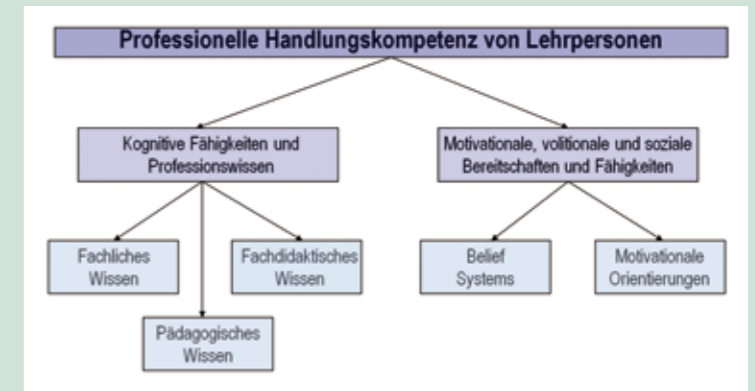 Professionelle Handlungskompetenz von Lehrpersonen
Kognitive Fähigkeiten und
Professionswissen
Motivationale, volitionale und soziale
Bereitschaften und Fähigkeiten
Fachliches
Wissen
Fachdidaktisches
Wissen
Belief
Systems
Motivationale
Orientierungen
Pädagogisches
Wissen